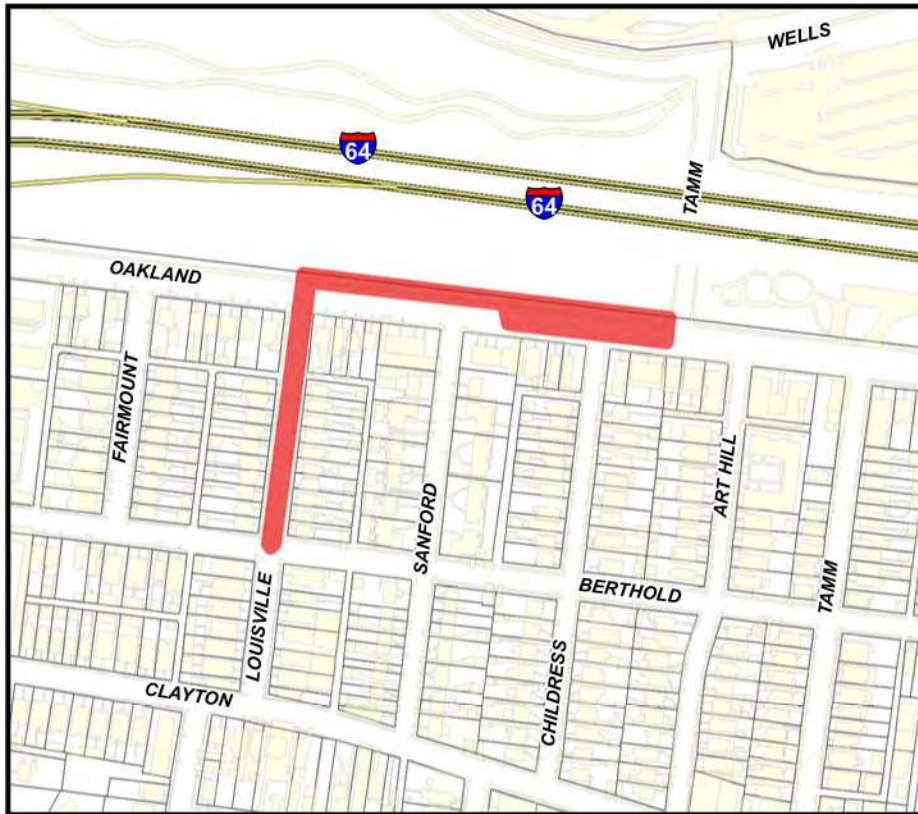 WELLS
64
64
TAMM
OAKLAND
FAIRMOUNT
ART HILL
SANFORD
BERTHOLD
TAMM
LOUISVILLE
CHILDRESS
CLAYTON